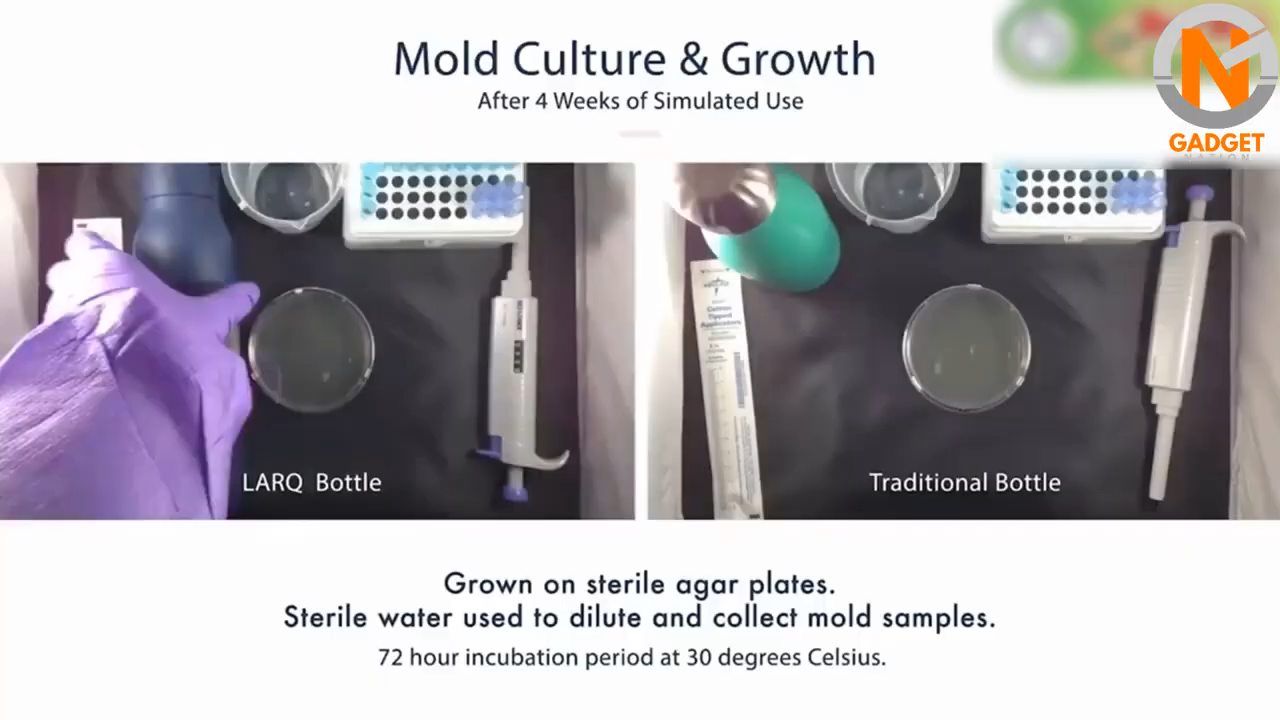 Mold Culture & Growth
After 4 Weeks of Simulated Use
GADGET
NATION
Cotton
Tipped
Applicators
LARQ Bottle
Traditional Bottle
Grown on sterile agar plates.
Sterile water used to dilute and collect mold samples.
72 hour incubation period at 30 degrees Celsius.